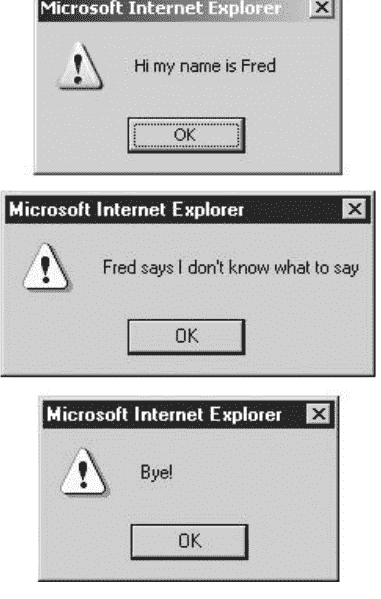 Microsoft Internet Explorer
Hi my name is Fred
OK
Microsoft Internet Explorer
Fred says I don't know what to say
OK
Microsoft Internet Explorer
Bye!
OK